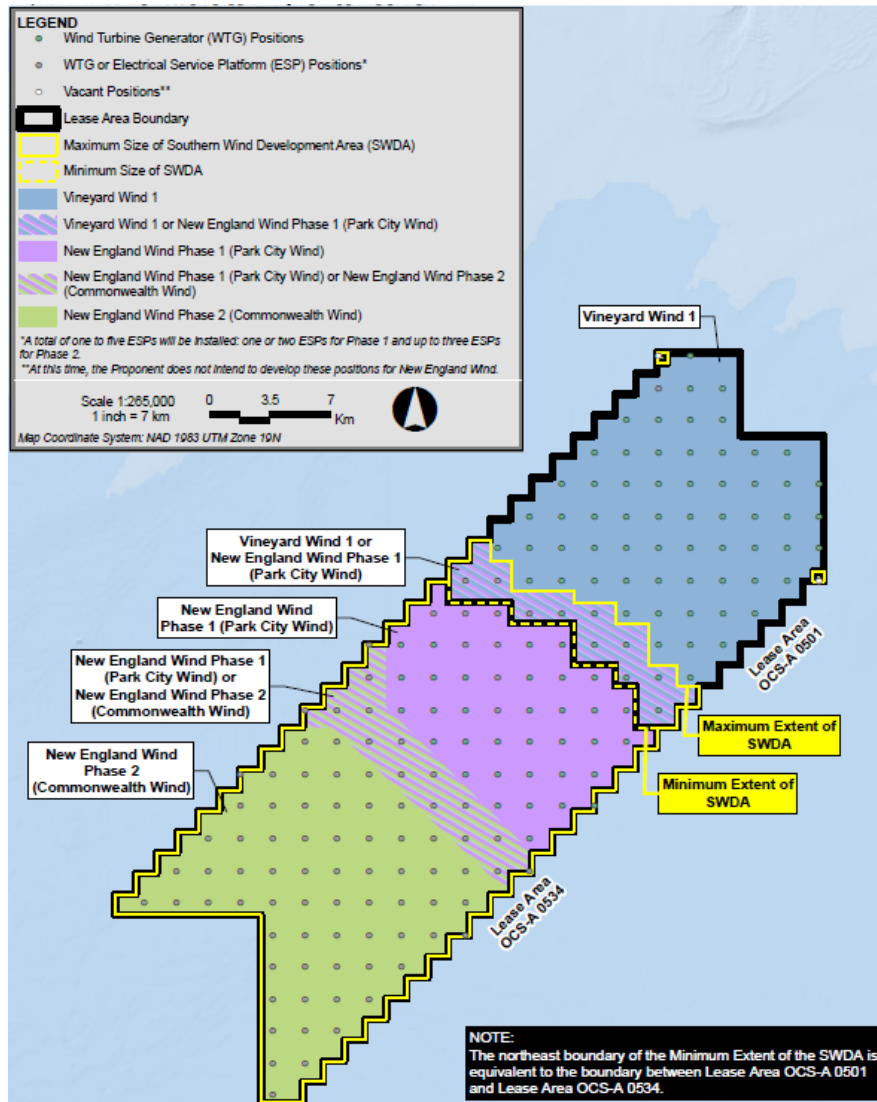 LEGEND
Wind Turbine Generator (WTG) Positions
WTG or Electrical Service Platform (ESP) Positions*
Vacant Positions**
Lease Area Boundary
Maximum Size of Southern Wind Development Area (SWDA)
Minimum Size of SWDA
Vineyard Wind 1
Vineyard Wind 1 or New England Wind Phase 1 (Park City Wind)
New England Wind Phase 1 (Park City Wind)
New England Wind Phase 1 (Park City Wind) or New England Wind Phase 2
(Commonwealth Wind)
New England Wind Phase 2 (Commonwealth Wind)
*A total of one to five ESPs will be installed: one or two ESPs for Phase 1 and up to three ESPs
for Phase 2.
**At this time, the Proponent does not intend to develop these positions for New England Wind.
Scale 1:265,000
1 inch = 7 km
0 3.5 7
Km
Map Coordinate System: NAD 1983 UTM Zone 19N
Vineyard Wind 1
Vineyard Wind 1 or
New England Wind Phase 1
(Park City Wind)
New England Wind
Phase 1 (Park City Wind)
New England Wind Phase 1
(Park City Wind) or
New England Wind Phase 2
(Commonwealth Wind)
New England Wind
Phase 2
(Commonwealth Wind)
Lease Area
OCS-A 0501
Maximum Extent of
SWDA
Minimum Extent of
SWDA
Lease Area
OCS-A 0534
NOTE:
The northeast boundary of the Minimum Extent of the SWDA is
equivalent to the boundary between Lease Area OCS-A 0501
and Lease Area OCS-A 0534.